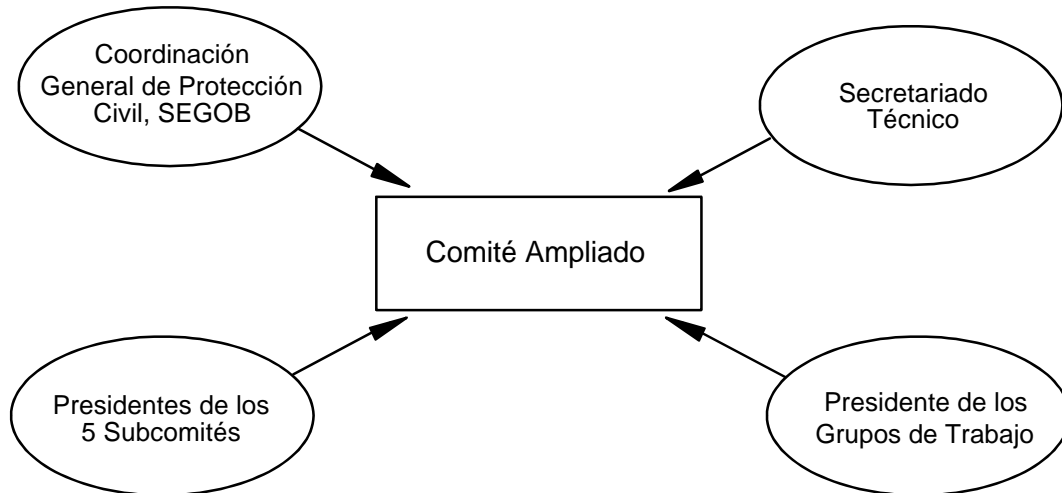 Coordinación
General de Protección
Civil, SEGOB
Secretariado
Técnico
Comité Ampliado
Presidentes de los
5 Subcomités
Presidente de los
Grupos de Trabajo